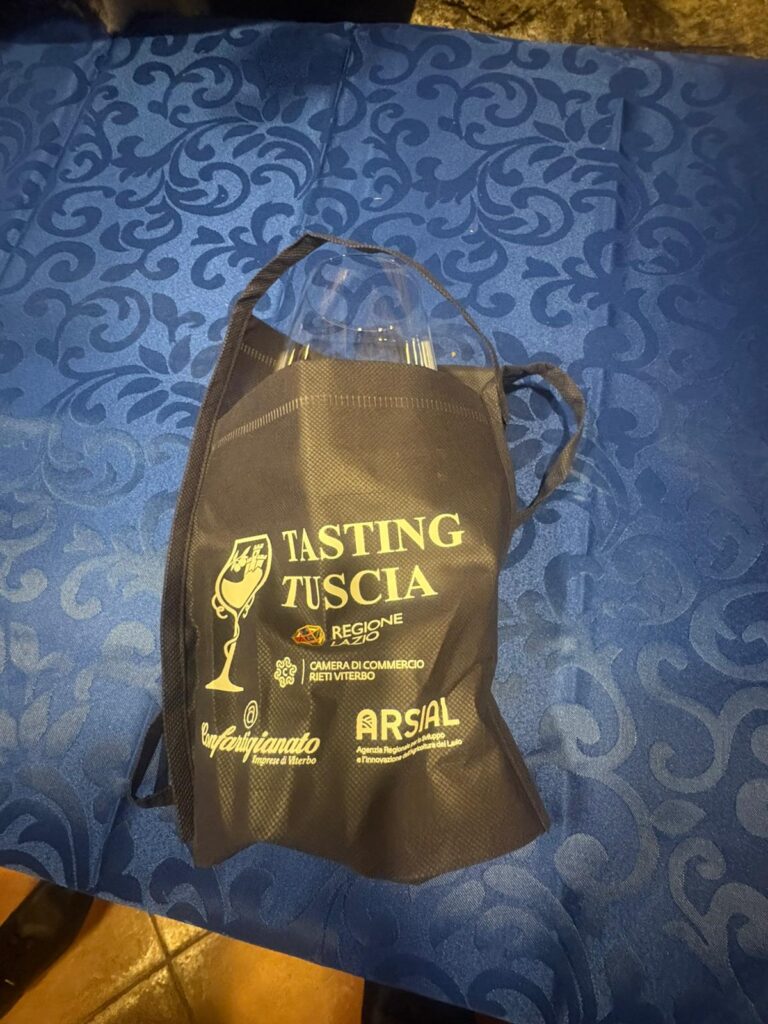 TASTING
TUSCIA
REGIONE
LAZIO
CAMERA DI COMMERCIO
RIETI VITERBO
Confartigianato
Imprese di Viterbo
ARSIAL
Agenzia Regionale per lo Sviluppo
e l'Innovazione dell'Agricoltura del Lazio